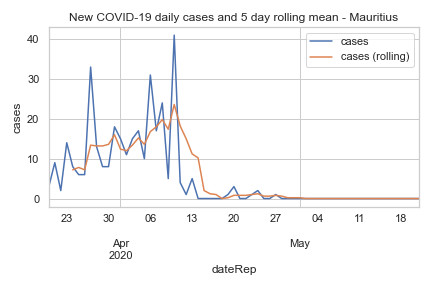 New COVID-19 daily cases and 5 day rolling mean - Mauritius
cases
cases (rolling)
cases
40
30
20
10
0
23 30 06 13 20 27 04 11 18
Apr May
2020
dateRep